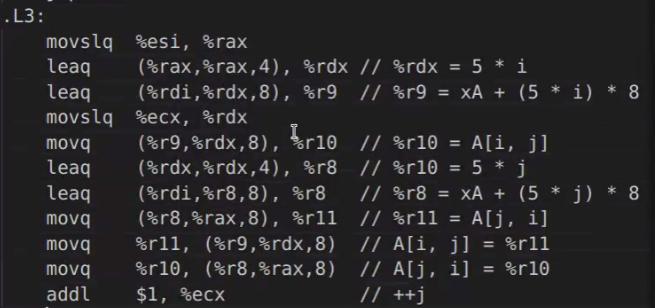 .L3:
movslq %esi, %rax
leaq (%rax,%rax,4), %rdx // %rdx = 5 * i
leaq (%rdi,%rdx,8), %r9 // %r9 = xA + (5 * i) * 8
movslq %ecx, %rdx
movq (%r9,%rdx,8), %r10 // %r10 = A[i, j]
leaq (%rdx,%rdx,4), %r8 // %r10 = 5 * j
leaq (%rdi,%r8,8), %r8 // %r8 = xA + (5 * j) * 8
movq (%r8,%rax,8), %r11 // %r11 = A[j, i]
movq %r11, (%r9,%rdx,8) // A[i, j] = %r11
movq %r10, (%r8,%rax,8) // A[j, i] = %r10
addl $1, %ecx // ++j